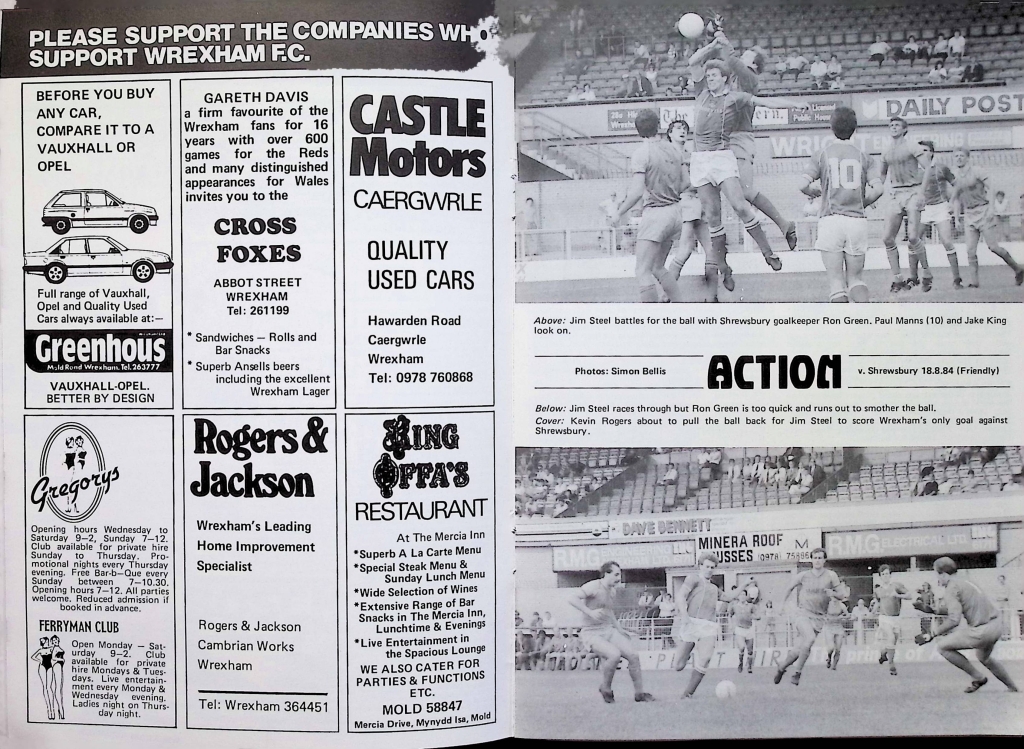 PLEASE SUPPORT THE COMPANIES WHO
SUPPORT WREXHAM F.C.
BEFORE YOU BUY
ANY CAR,
COMPARE IT TO A
VAUXHALL OR
OPEL
Full range of Vauxhall,
Opel and Quality Used
Cars always available at:—
Greenhous
Mold Road Wrexham. Tel. 263777
VAUXHALL-OPEL.
BETTER BY DESIGN
GARETH DAVIS
a firm favourite of the
Wrexham fans for 16
years with over 600
games for the Reds
and many distinguished
appearances for Wales
invites you to the
CROSS
FOXES
ABBOT STREET
WREXHAM
Tel: 261199
* Sandwiches — Rolls and
Bar Snacks
* Superb Ansells beers
including the excellent
Wrexham Lager
CASTLE
Motors
CAERGWRLE
QUALITY
USED CARS
Hawarden Road
Caergwrle
Wrexham
Tel: 0978 760868
Gregorys
Opening hours Wednesday to
Saturday 9—2, Sunday 7—12.
Club available for private hire
Sunday to Thursday. Pro-
motional nights every Thursday
evening. Free Bar-b—Que every
Sunday between 7—10.30.
Opening hours 7—12. All parties
welcome. Reduced admission if
booked in advance.
FERRYMAN CLUB
Open Monday — Sat-
urday 9—2. Club
available for private
hire Mondays & Tues-
days. Live entertain-
ment every Monday &
Wednesday evening.
Ladies night on Thurs-
day night.
Rogers &
Jackson
Wrexham's Leading
Home Improvement
Specialist
Rogers & Jackson
Cambrian Works
Wrexham
Tel: Wrexham 364451
KING
OFFA'S
RESTAURANT
At The Mercia Inn
*Superb A La Carte Menu
*Special Steak Menu &
Sunday Lunch Menu
*Wide Selection of Wines
*Extensive Range of Bar
Snacks in The Mercia Inn,
Lunchtime & Evenings
*Live Entertainment in
the Spacious Lounge
WE ALSO CATER FOR
PARTIES & FUNCTIONS
ETC.
MOLD 58847
Mercia Drive, Mynydd Isa, Mold
DAILY POST
10
Above: Jim Steel battles for the ball with Shrewsbury goalkeeper Ron Green. Paul Manns (10) and Jake King
look on.
Photos: Simon Bellis
ACTION
v. Shrewsbury 18.8.84 (Friendly)
Below: Jim Steel races through but Ron Green is too quick and runs out to smother the ball.
Cover: Kevin Rogers about to pull the ball back for Jim Steel to score Wrexham's only goal against
Shrewsbury.
DAVE BENNETT
MINERA ROOF
RMG
RMG ELECTRICAL LTD